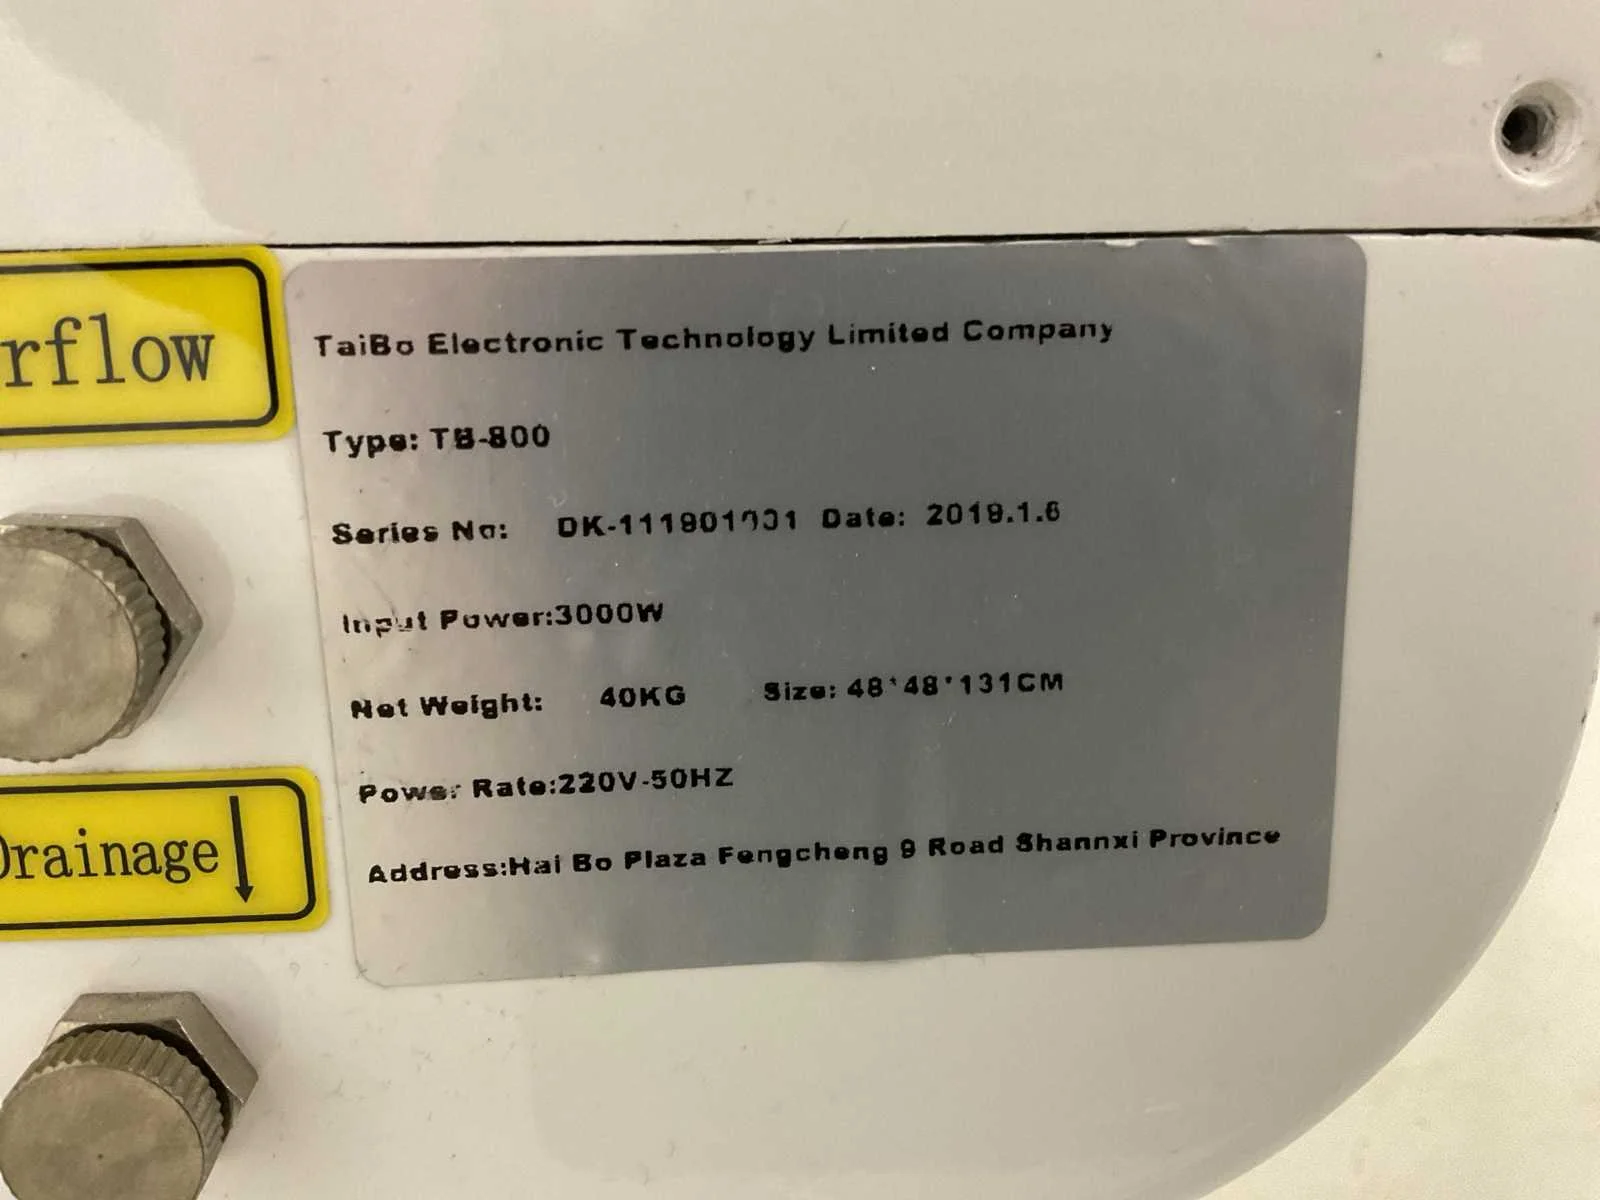 rflow
TaiBo Electronic Technology Limited Company
Type: TB-800
Series No: DK-111901001 Date: 2019.1.6
Input Power:3000W
Net Weight: 40KG Size: 48*48*131CM
Power Rate:220V-50HZ
Address:Hai Bo Plaza Fengcheng 9 Road Shannxi Province
Drainage